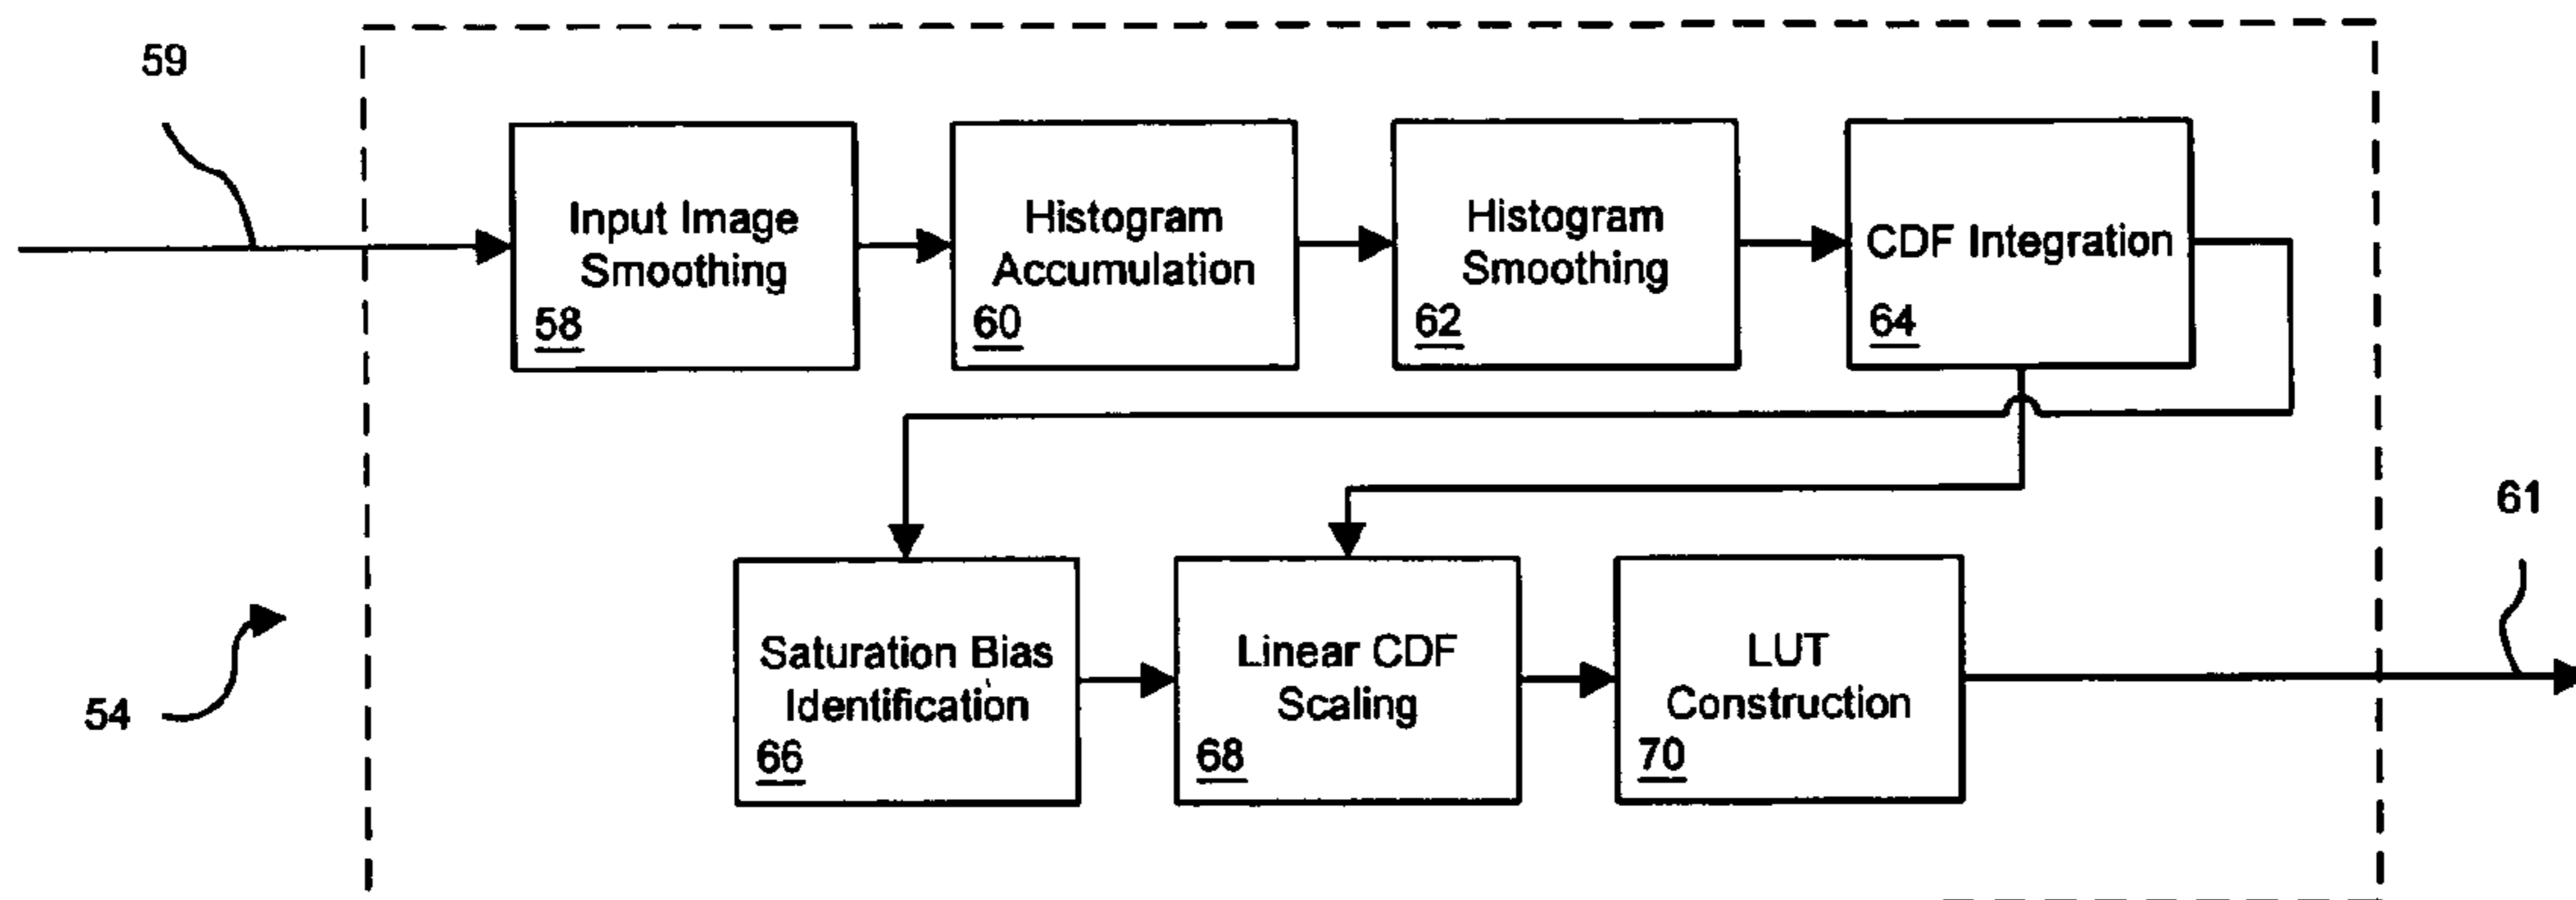 59
Input Image
Smoothing
58
Histogram
Accumulation
60
Histogram
Smoothing
62
CDF Integration
64
61
54
Saturation Bias
Identification
66
Linear CDF
Scaling
68
LUT
Construction
70